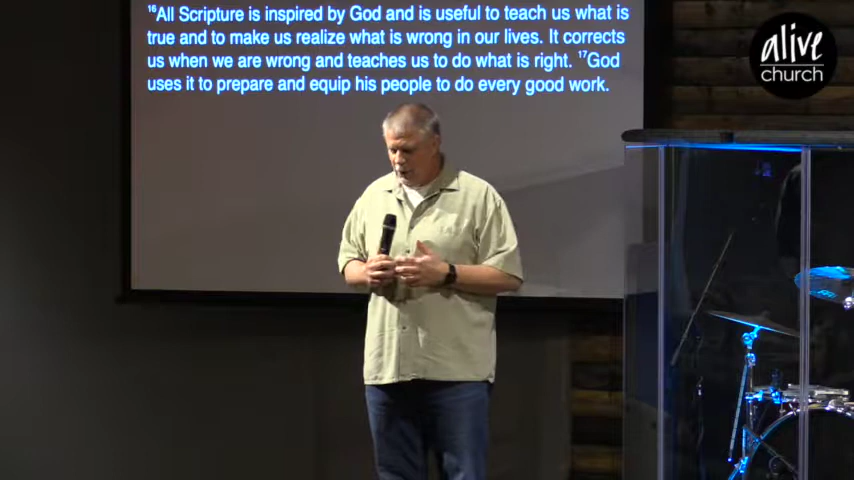 ¹⁶All Scripture is inspired by God and is useful to teach us what is
true and to make us realize what is wrong in our lives. It corrects
us when we are wrong and teaches us to do what is right. ¹⁷God
uses it to prepare and equip his people to do every good work.
alive
church